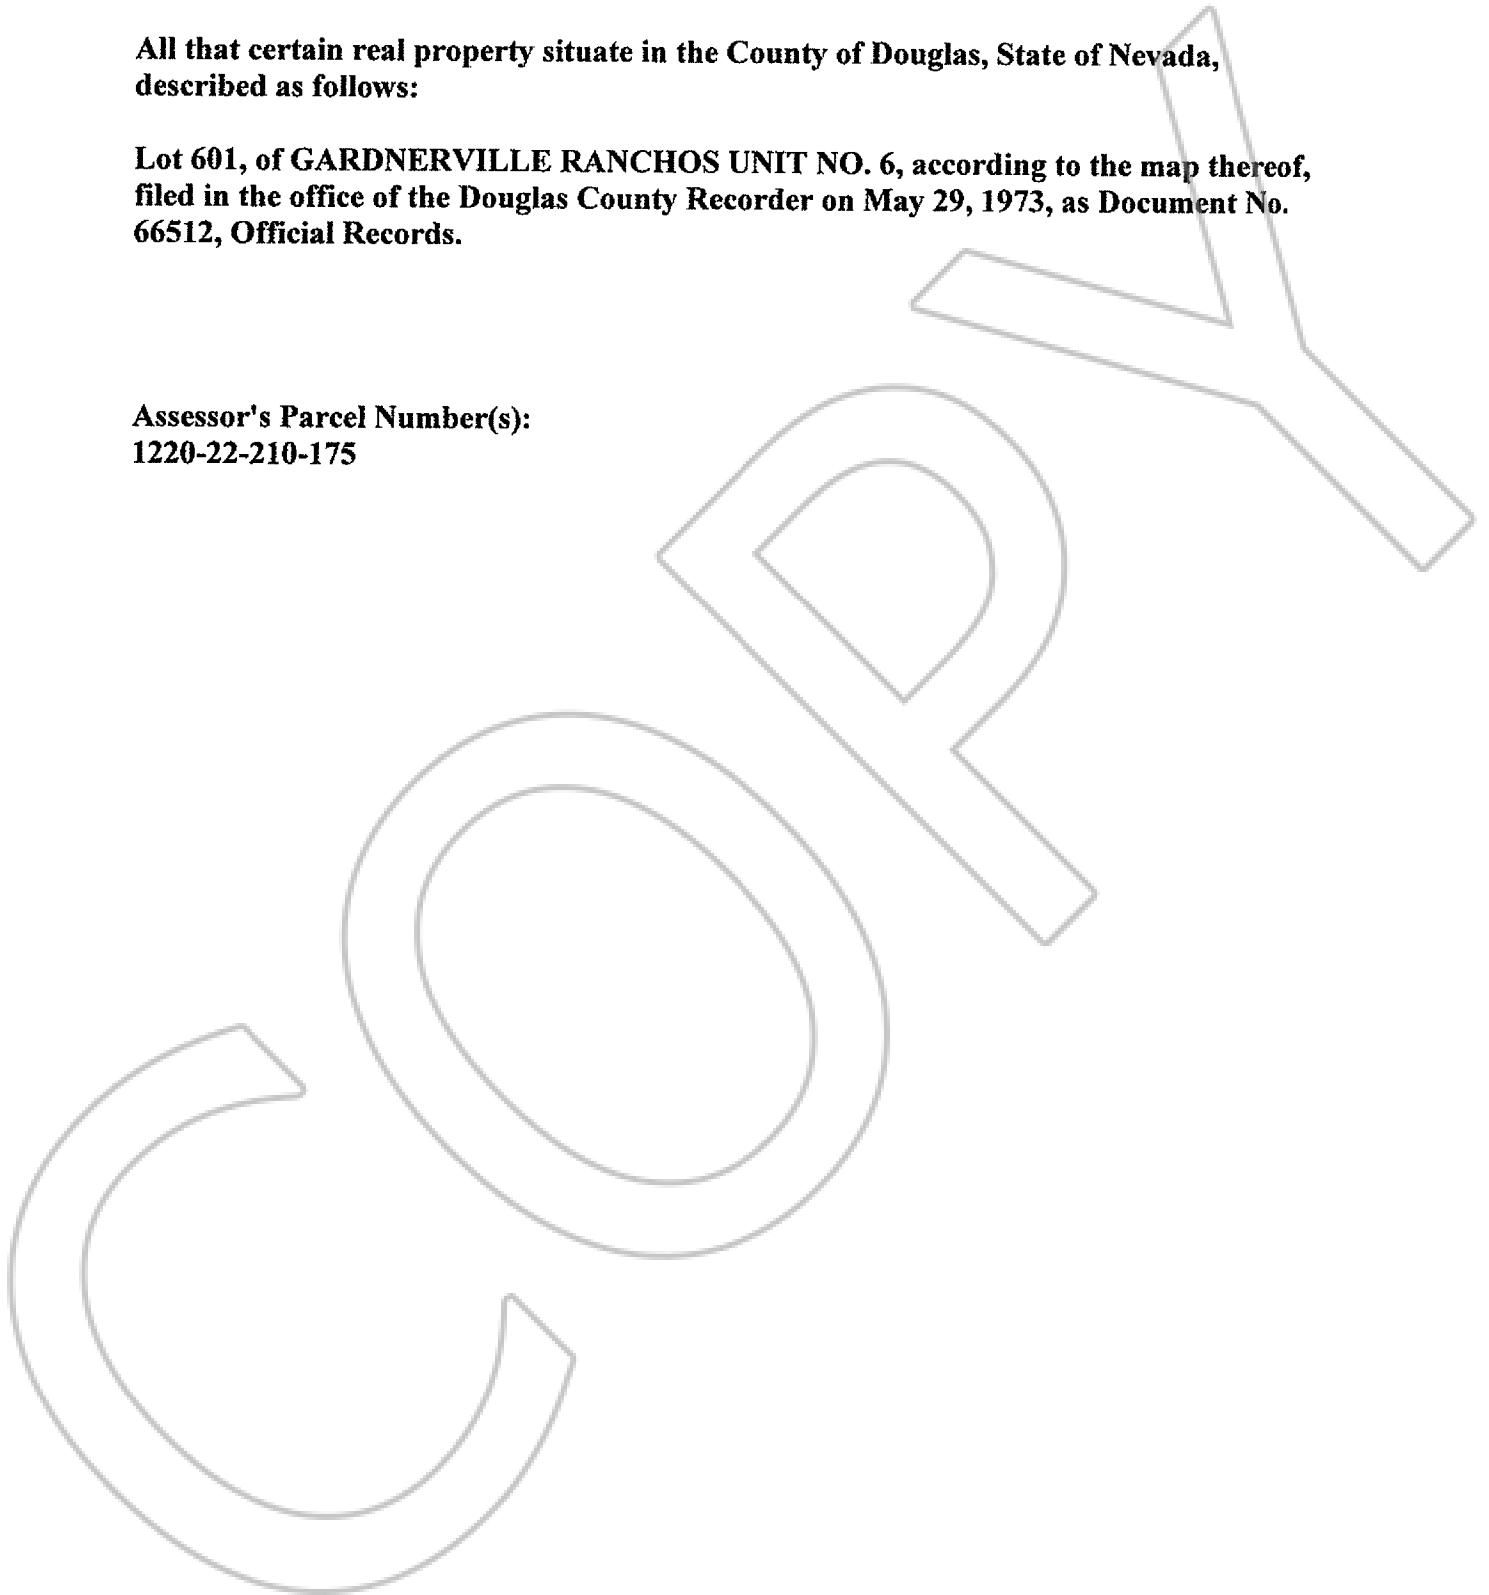 All that certain real property situate in the County of Douglas, State of Nevada,
described as follows:
Lot 601, of GARDNERVILLE RANCHOS UNIT NO. 6, according to the map thereof,
filed in the office of the Douglas County Recorder on May 29, 1973, as Document No.
66512, Official Records.
Assessor's Parcel Number(s):
1220-22-210-175
COPY